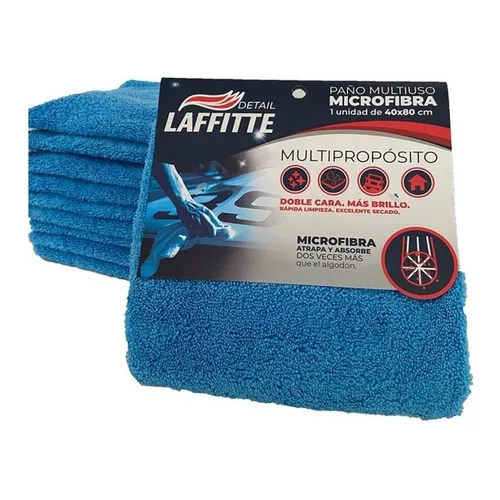 DETAIL
LAFFITTE
PAÑO MULTIUSO
MICROFIBRA
1 unidad de 40x80 cm
MULTIPROPÓSITO
DOBLE CARA. MÁS BRILLO.
RÁPIDA LIMPIEZA. EXCELENTE SECADO.
MICROFIBRA
ATRAPA Y ABSORBE
DOS VECES MÁS
que el algodón.